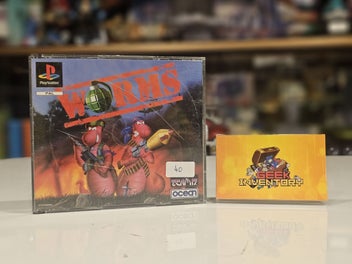 PlayStation
PAL
WORMS
40
TEAM17
ocean
GEEK
INVENTORY